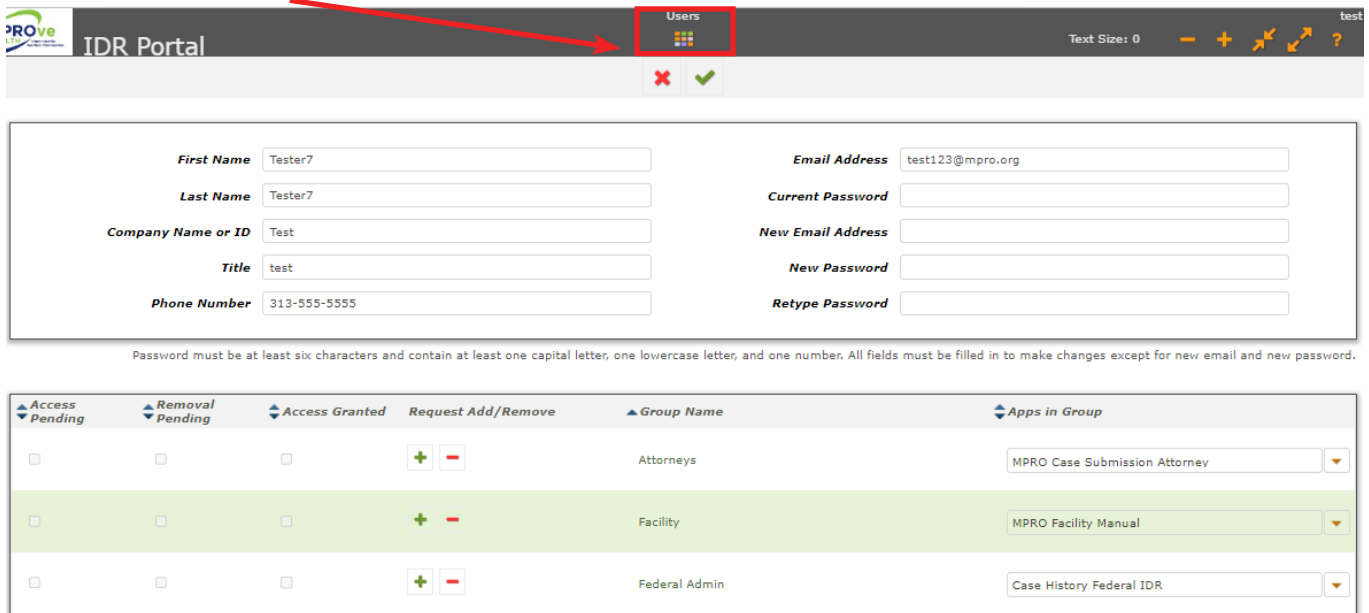 Users
test
PROve
IDR Portal
Text Size: 0
?
First Name Tester7
Email Address test123@mpro.org
Last Name Tester7
Current Password
Company Name or ID Test
New Email Address
Title test
New Password
Phone Number 313-555-5555
Retype Password
Password must be at least six characters and contain at least one capital letter, one lowercase letter, and one number. All fields must be filled in to make changes except for new email and new password.
Access Pending
Removal Pending
Access Granted
Request Add/Remove
Group Name
Apps in Group
Attorneys
MPRO Case Submission Attorney
Facility
MPRO Facility Manual
Federal Admin
Case History Federal IDR